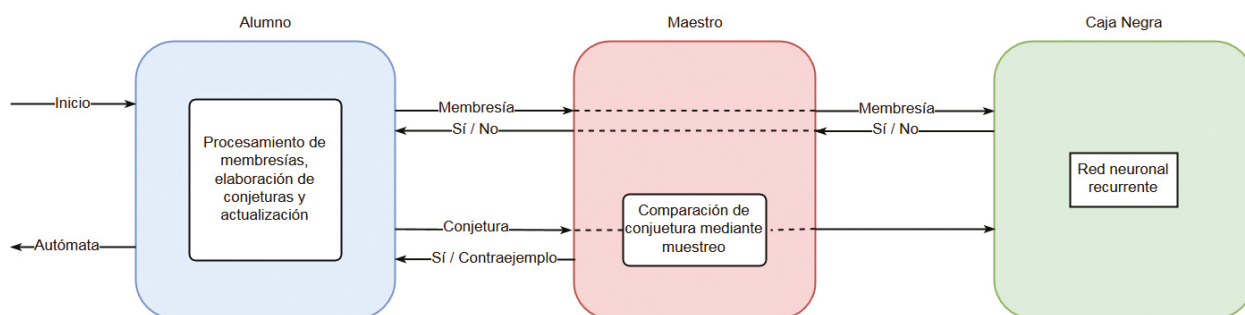 Alumno
Maestro
Caja Negra
Inicio
Membresía
Membresía
Sí / No
Sí / No
Procesamiento de
membresías,
elaboración de
conjeturas y
actualización
Red neuronal
recurrente
Comparación de
conjuetura mediante
muestreo
Conjetura
Autómata
Sí / Contraejemplo